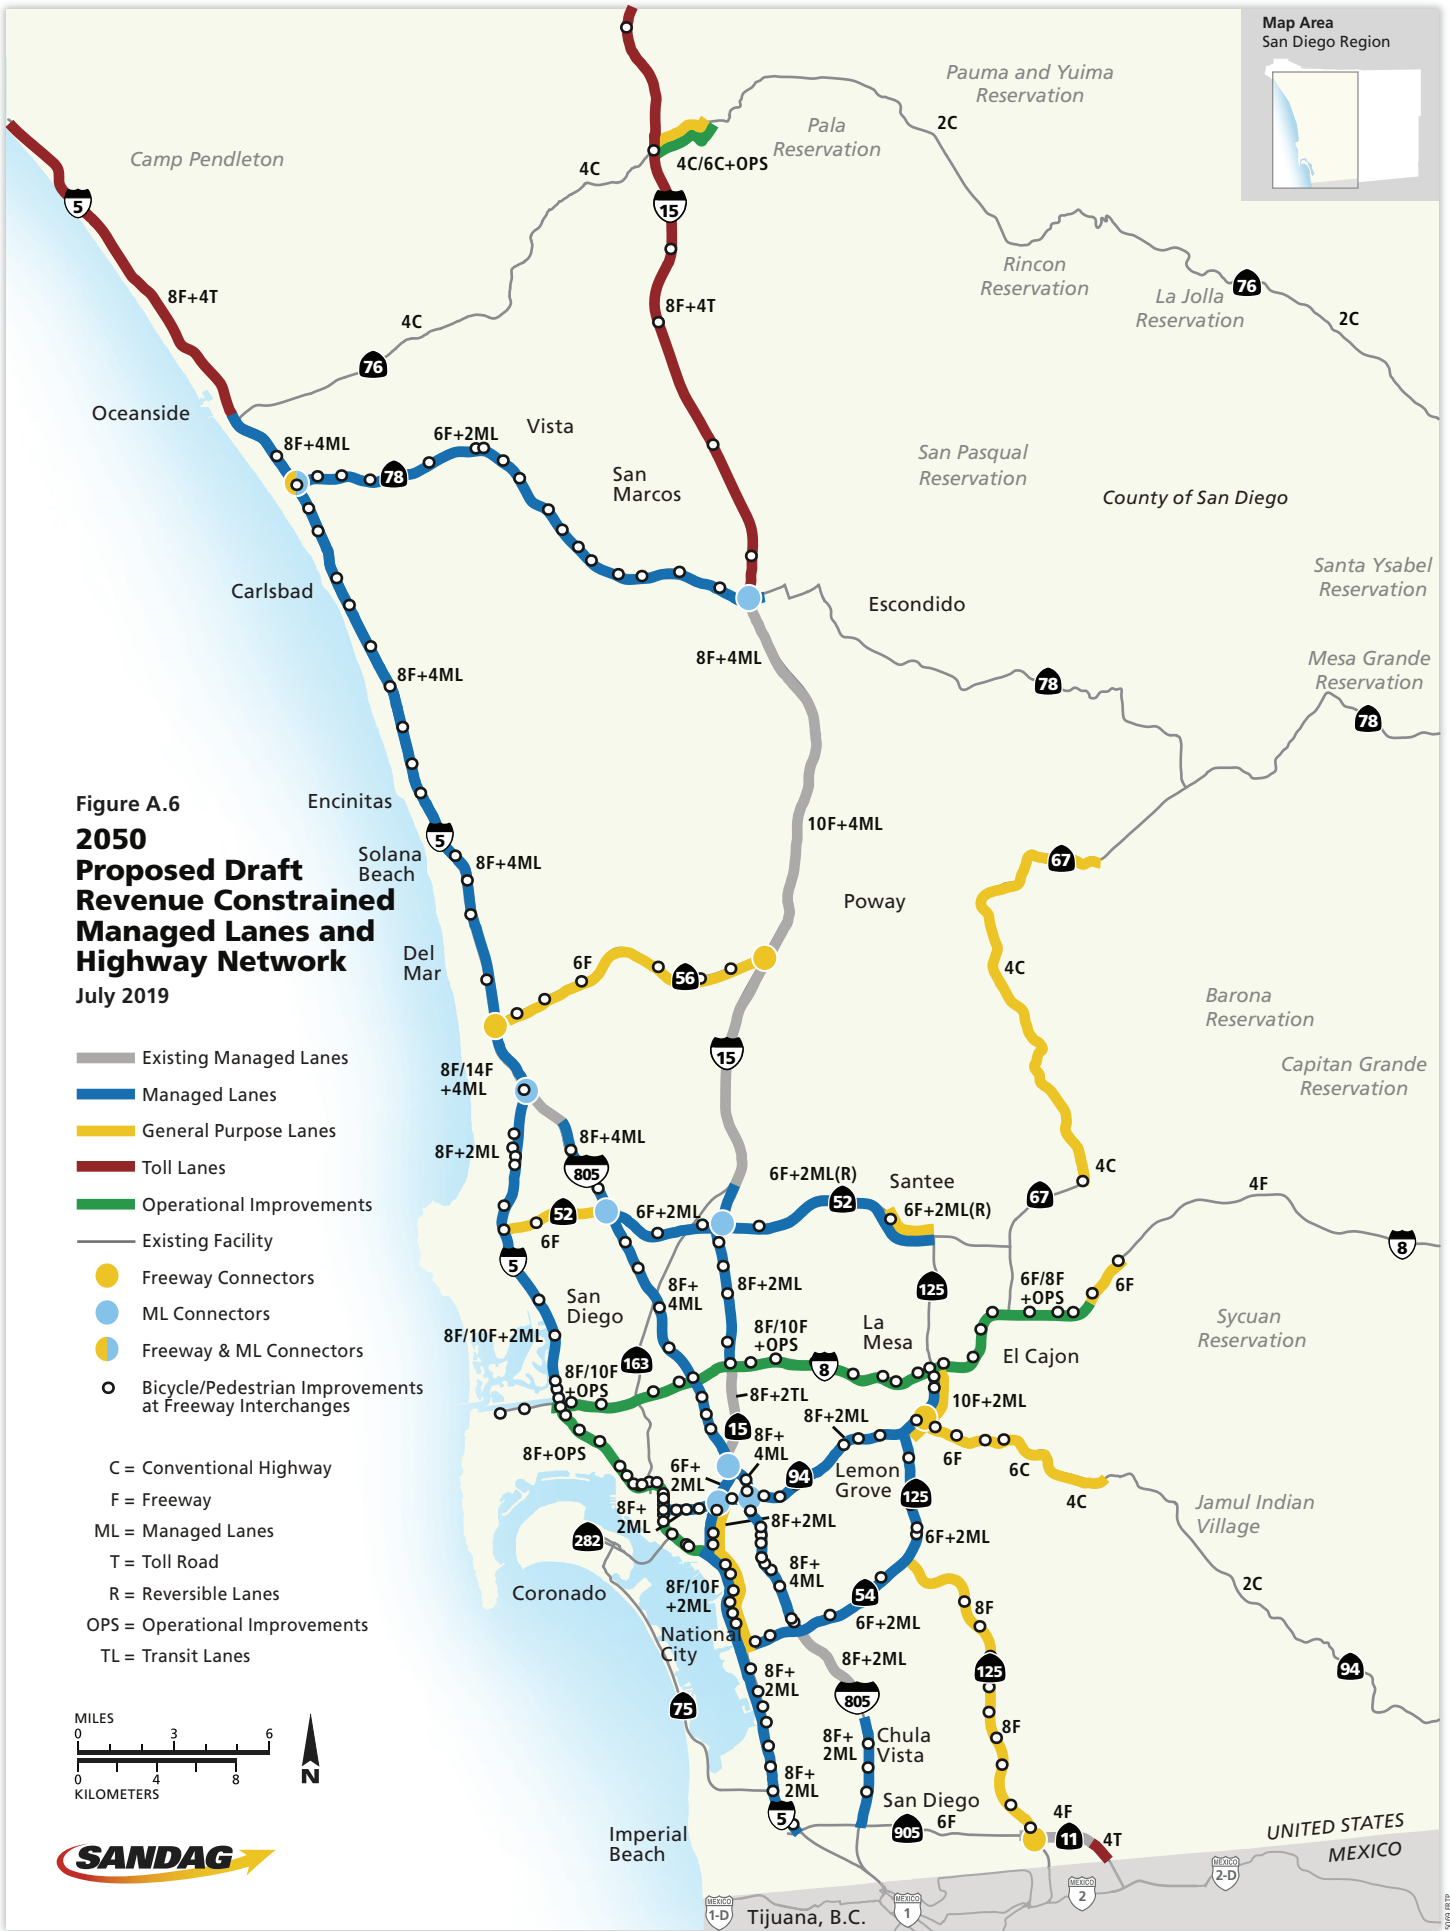 Map Area
San Diego Region
Pauma and Yuima
Reservation
2C
Pala
Reservation
Camp Pendleton
4C
4C/6C+OPS
5
15
Rincon
Reservation
76
La Jolla
Reservation
8F+4T
8F+4T
2C
4C
76
Oceanside
8F+4ML
6F+2ML
Vista
78
San
Marcos
San Pasqual
Reservation
County of San Diego
Santa Ysabel
Reservation
Carlsbad
Escondido
8F+4ML
8F+4ML
Mesa Grande
Reservation
78
78
Figure A.6
2050
Proposed Draft
Revenue Constrained
Managed Lanes and
Highway Network
July 2019
Encinitas
5
Solana
Beach
8F+4ML
10F+4ML
67
Poway
Del
Mar
6F
56
4C
Barona
Reservation
15
8F/14F
+4ML
Capitan Grande
Reservation
Existing Managed Lanes
Managed Lanes
General Purpose Lanes
Toll Lanes
Operational Improvements
Existing Facility
Freeway Connectors
ML Connectors
Freeway & ML Connectors
Bicycle/Pedestrian Improvements
at Freeway Interchanges
C = Conventional Highway
F = Freeway
ML = Managed Lanes
T = Toll Road
R = Reversible Lanes
OPS = Operational Improvements
TL = Transit Lanes
8F+2ML
8F+4ML
805
6F+2ML(R)
Santee
4C
67
4F
52
6F+2ML
52
6F+2ML(R)
6F
5
8
San
Diego
8F+
4ML
8F+2ML
125
6F/8F
+OPS
6F
8F/10F+2ML
8F/10F
+OPS
La
Mesa
El Cajon
Sycuan
Reservation
163
8
8F/10F
+OPS
8F+2TL
10F+2ML
15
8F+2ML
8F+
4ML
8F+OPS
6F+
2ML
94
Lemon
Grove
6F
6C
4C
125
8F+
2ML
8F+2ML
Jamul Indian
Village
282
6F+2ML
Coronado
8F/10F
+2ML
8F+
4ML
54
6F+2ML
2C
8F
National
City
8F+2ML
125
94
8F+
2ML
805
75
8F
8F+
2ML
Chula
Vista
8F+
2ML
San Diego
5
905
6F
4F
11
4T
Imperial
Beach
UNITED STATES
MEXICO
MILES
0 3 6
0 4 8
KILOMETERS
N
SANDAG
MEXICO
1-D
Tijuana, B.C.
MEXICO
1
MEXICO
2
MEXICO
2-D